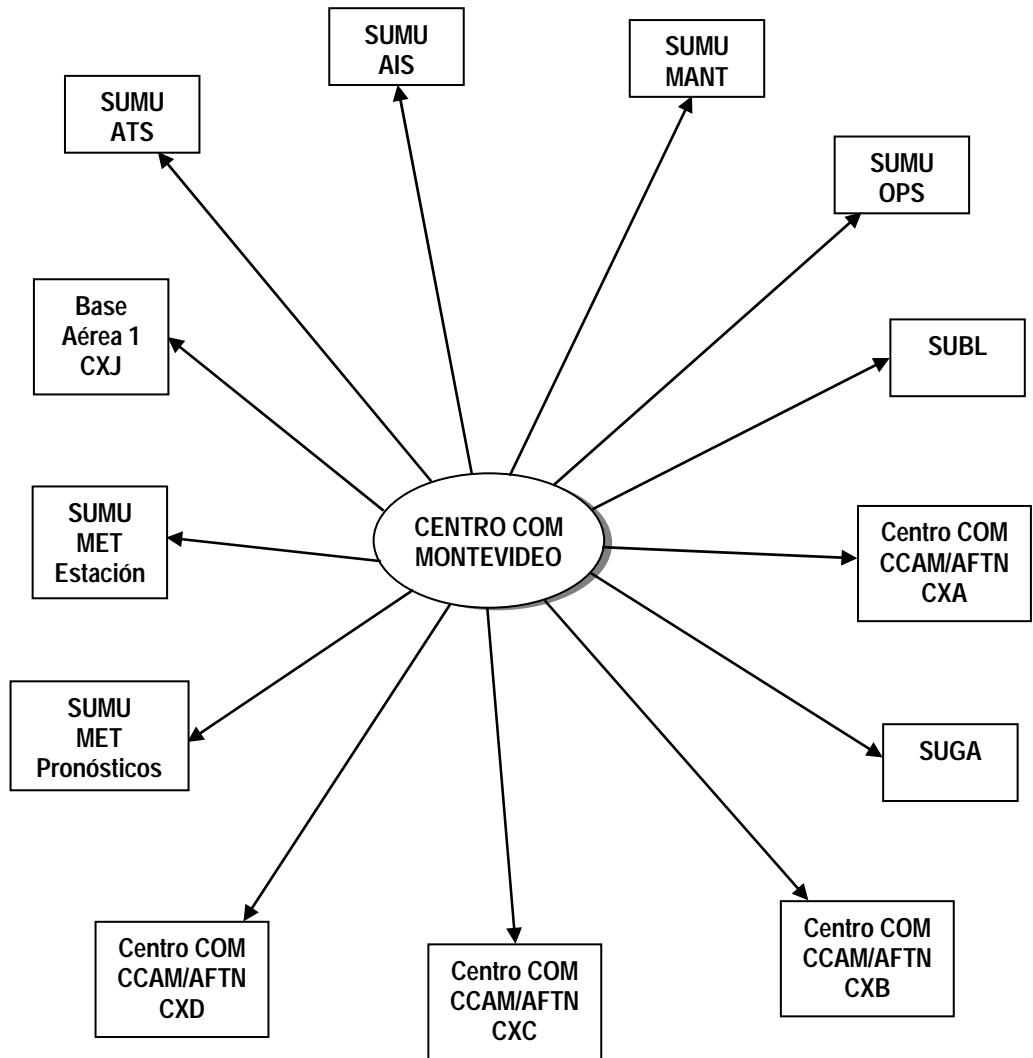 SUMU
AIS
SUMU
MANT
SUMU
ATS
SUMU
OPS
Base
Aérea 1
CXJ
SUBL
SUMU
MET
Estación
CENTRO COM
MONTEVIDEO
Centro COM
CCAM/AFTN
CXA
SUMU
MET
Pronósticos
SUGA
Centro COM
CCAM/AFTN
CXD
Centro COM
CCAM/AFTN
CXC
Centro COM
CCAM/AFTN
CXB